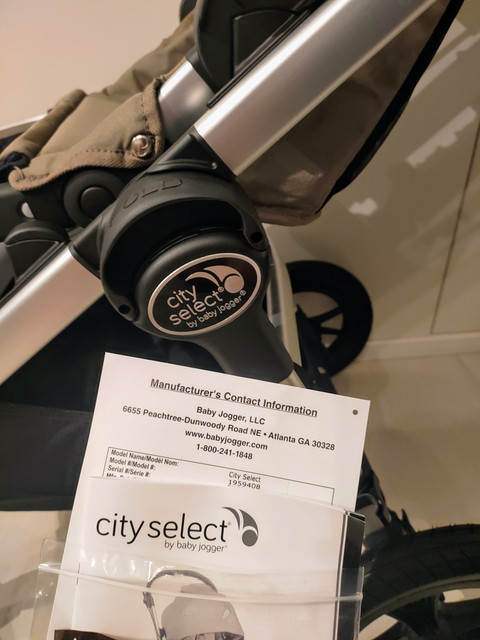 city
select®
by baby jogger®
Manufacturer's Contact Information
Baby Jogger, LLC
6655 Peachtree-Dunwoody Road NE • Atlanta GA 30328
www.babyjogger.com
1-800-241-1848
Model Name/Modèl Nom: City Select
Model #/Model #: 1959408
Serial #/Série #:
city select®
by baby jogger®